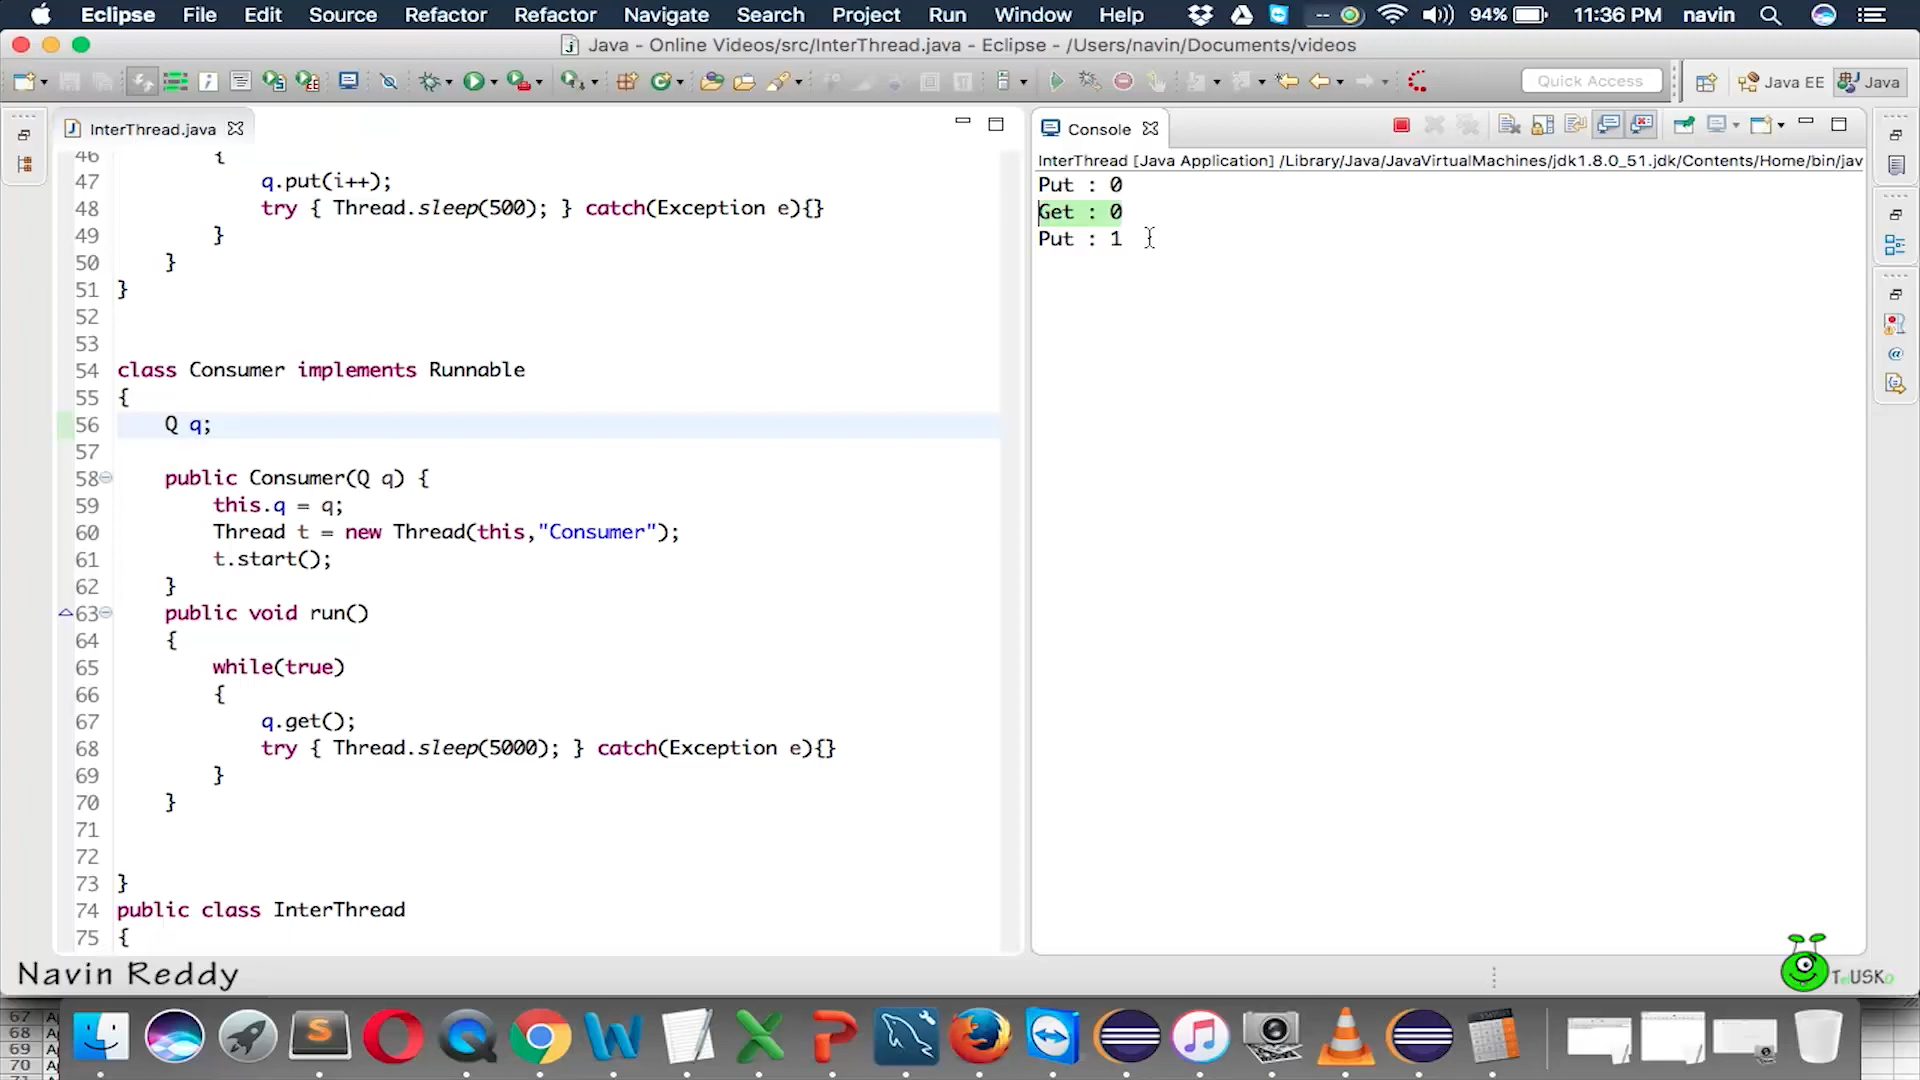 Eclipse File Edit Source Refactor Refactor Navigate Search Project Run Window Help -- 94% 11:36 PM navin
Java - Online Videos/src/InterThread.java - Eclipse - /Users/navin/Documents/videos
Quick Access Java EE Java
InterThread.java
46 {
47 q.put(i++);
48 try { Thread.sleep(500); } catch(Exception e){}
49 }
50 }
51 }
52
53
54 class Consumer implements Runnable
55 {
56 Q q;
57
58 public Consumer(Q q) {
59 this.q = q;
60 Thread t = new Thread(this,"Consumer");
61 t.start();
62 }
63 public void run()
64 {
65 while(true)
66 {
67 q.get();
68 try { Thread.sleep(5000); } catch(Exception e){}
69 }
70 }
71
72
73 }
74 public class InterThread
75 {
Console
InterThread [Java Application] /Library/Java/JavaVirtualMachines/jdk1.8.0_51.jdk/Contents/Home/bin/jav
Put : 0
Get : 0
Put : 1
Navin Reddy
TelUSKo
67
68
69
70